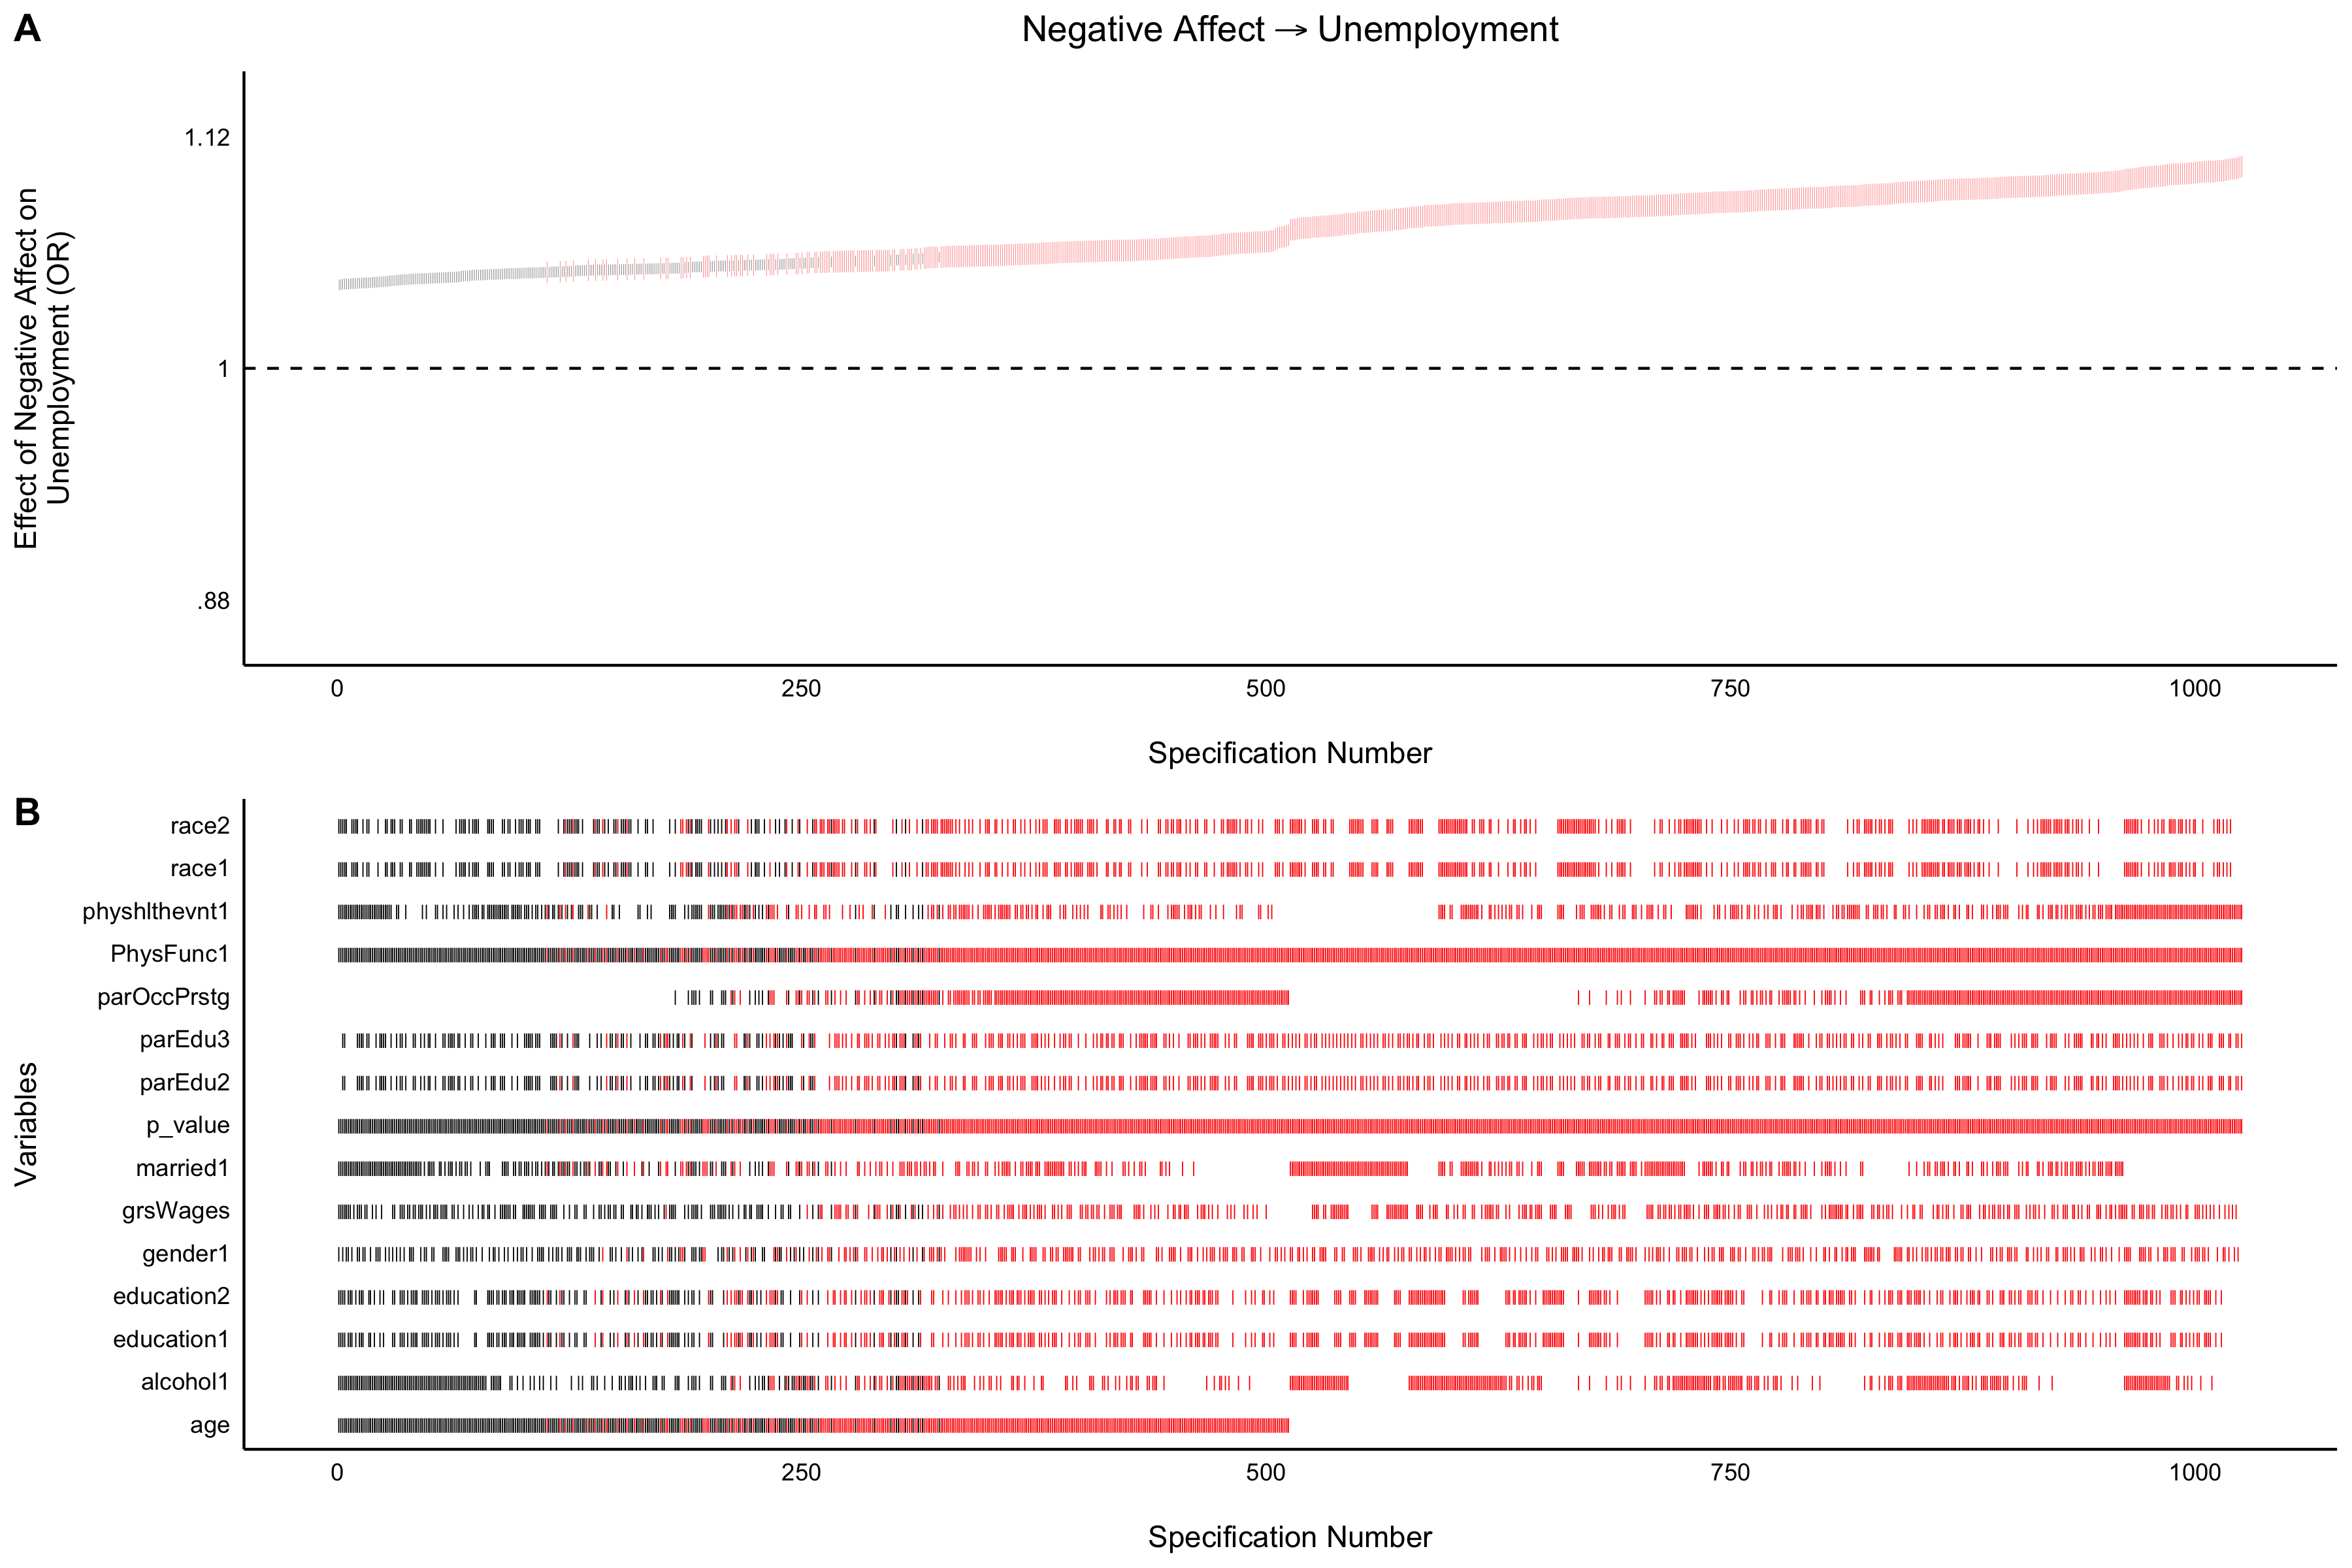 A
Negative Affect → Unemployment
Effect of Negative Affect on
Unemployment (OR)
1.12
1
.88
0 250 500 750 1000
Specification Number
B
Variables
race2
race1
physhlthevnt1
PhysFunc1
parOccPrstg
parEdu3
parEdu2
p_value
married1
grsWages
gender1
education2
education1
alcohol1
age
0 250 500 750 1000
Specification Number